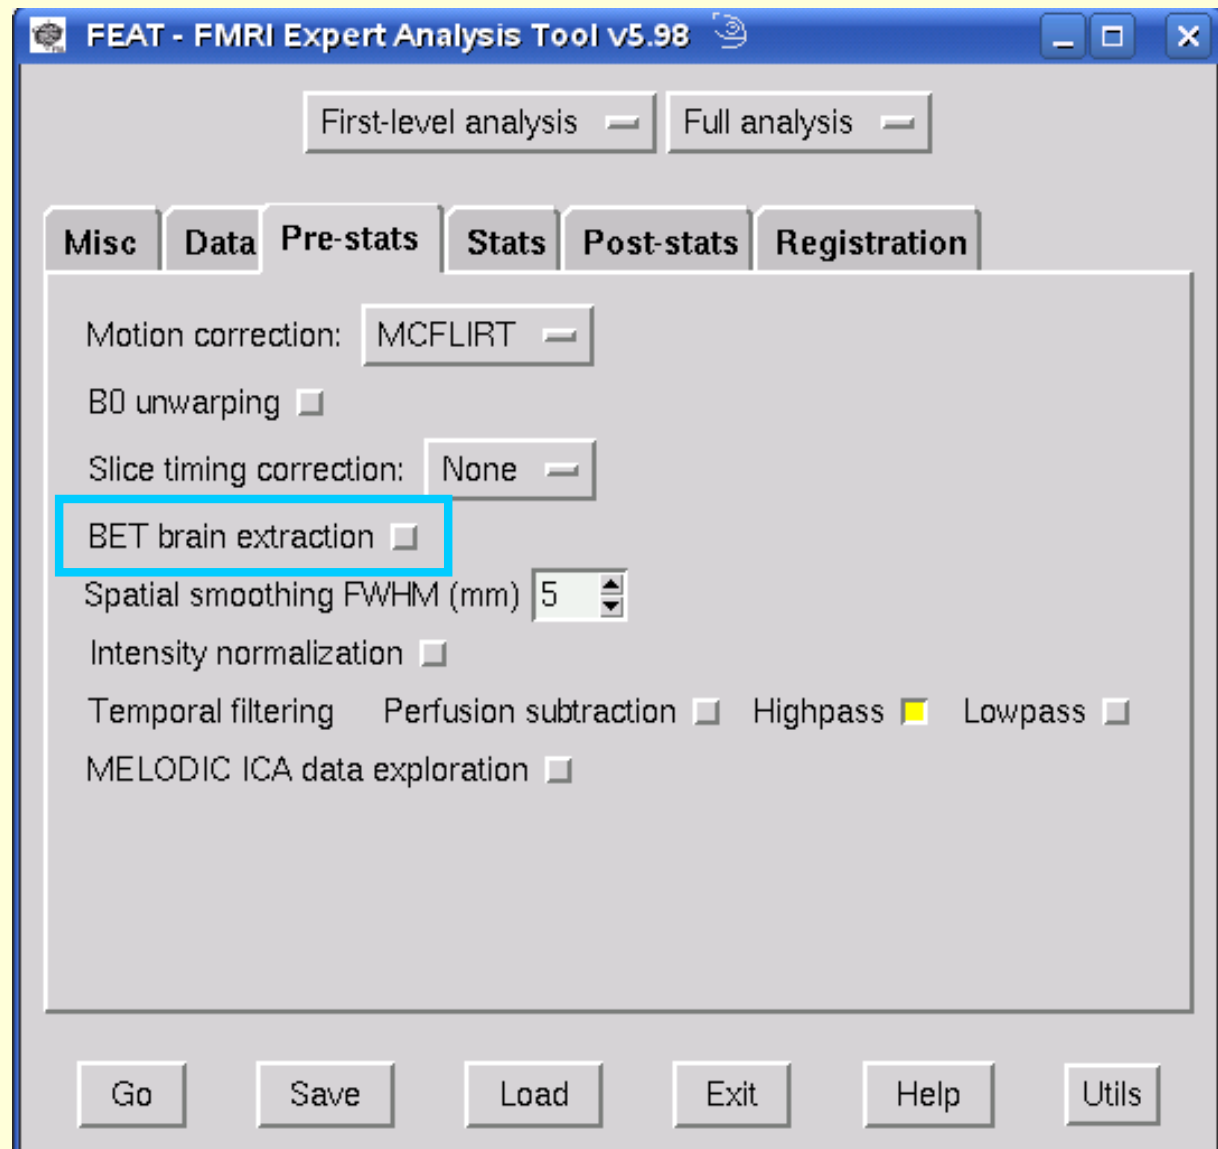 FEAT - FMRI Expert Analysis Tool v5.98
First-level analysis Full analysis
Misc Data Pre-stats Stats Post-stats Registration
Motion correction: MCFLIRT
B0 unwarping
Slice timing correction: None
BET brain extraction
Spatial smoothing FWHM (mm) 5
Intensity normalization
Temporal filtering Perfusion subtraction Highpass Lowpass
MELODIC ICA data exploration
Go Save Load Exit Help Utils